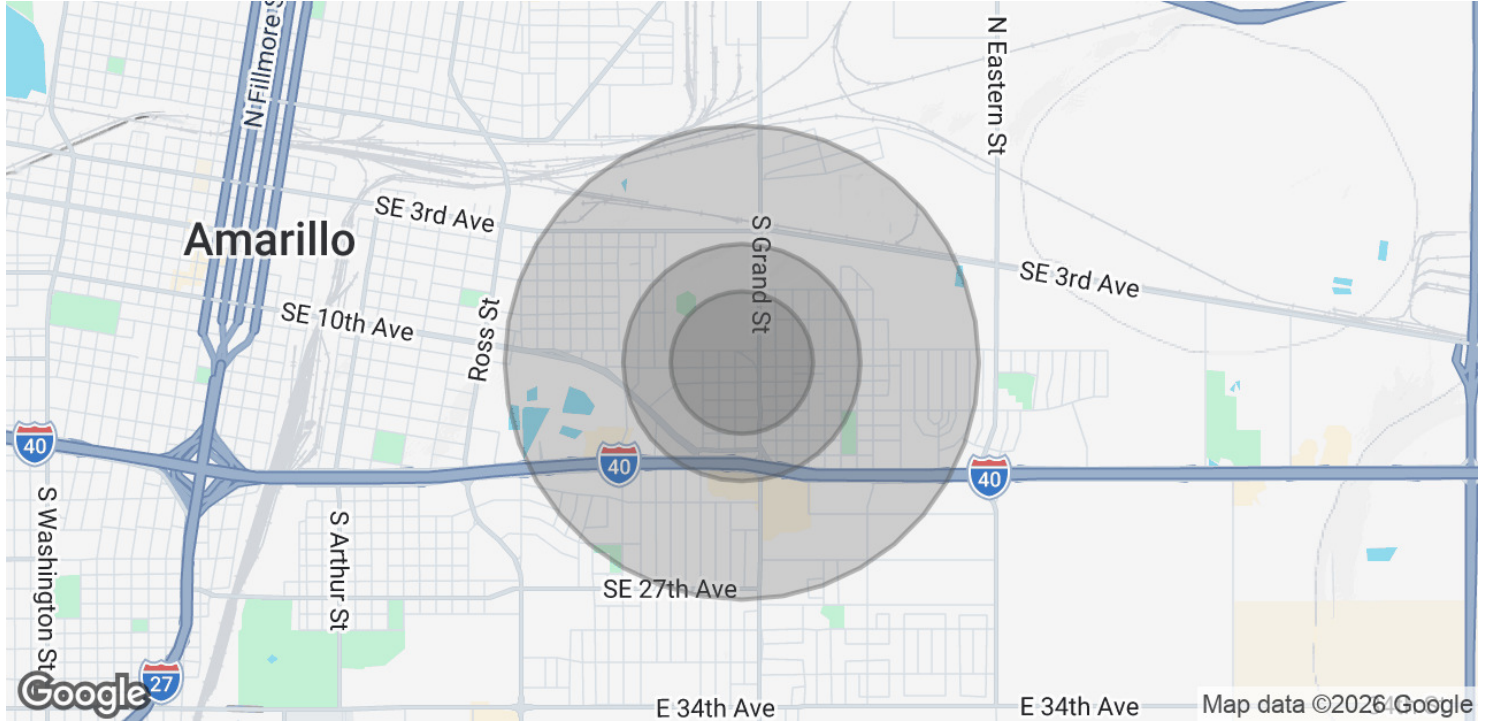 N Fillmore S
N Eastern St
SE 3rd Ave
Amarillo
S Grand St
SE 3rd Ave
SE 10th Ave
Ross St
40
40
40
S Washington St
S Arthur St
SE 27th Ave
27
E 34th Ave
E 34th Ave
Google
Map data ©2026 Google